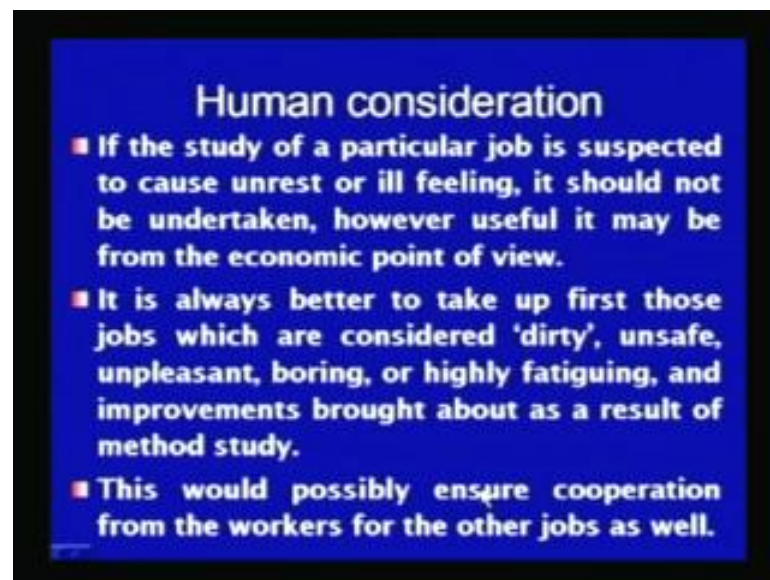 Human consideration
If the study of a particular job is suspected
to cause unrest or ill feeling, it should not
be undertaken, however useful it may be
from the economic point of view.
It is always better to take up first those
jobs which are considered ‘dirty’, unsafe,
unpleasant, boring, or highly fatiguing, and
improvements brought about as a result of
method study.
This would possibly ensure cooperation
from the workers for the other jobs as well.